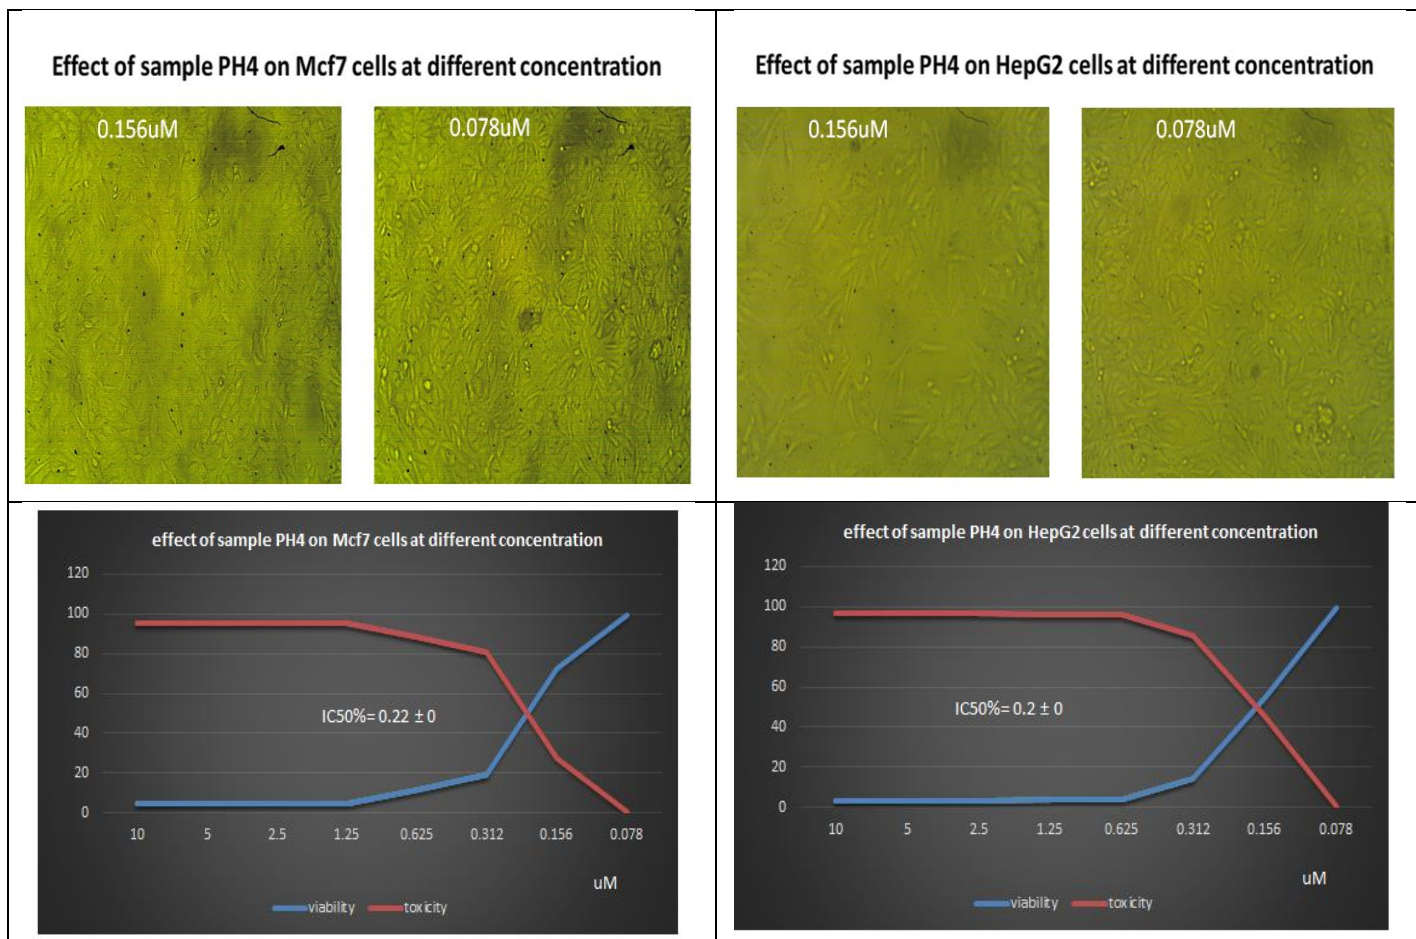 Effect of sample PH4 on Mcf7 cells at different concentration
0.156uM
0.078uM
Effect of sample PH4 on HepG2 cells at different concentration
0.156uM
0.078uM
effect of sample PH4 on Mcf7 cells at different concentration
120
100
80
60
40
20
0
IC50%= 0.22 ± 0
10 5 2.5 1.25 0.625 0.312 0.156 0.078
uM
viability toxicity
effect of sample PH4 on HepG2 cells at different concentration
120
100
80
60
40
20
0
IC50%= 0.2 ± 0
10 5 2.5 1.25 0.625 0.312 0.156 0.078
uM
viability toxicity